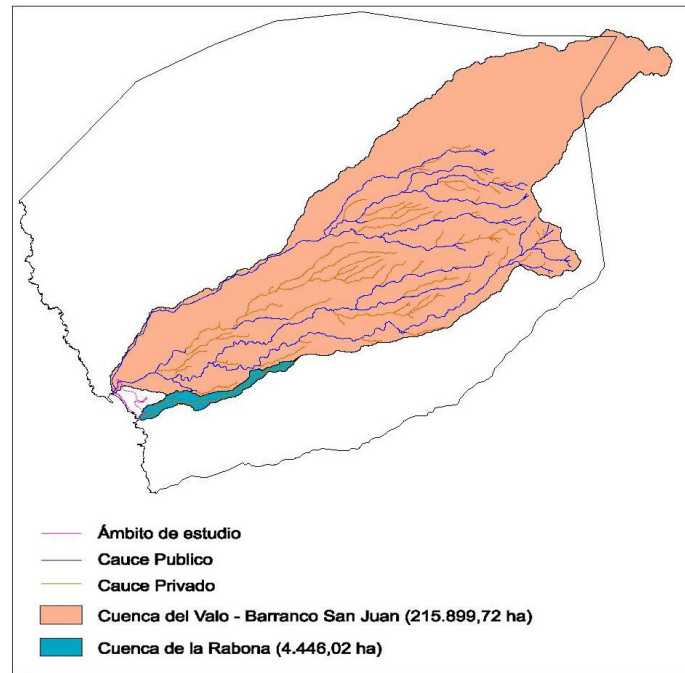 Ámbito de estudio
Cauce Publico
Cauce Privado
Cuenca del Valo - Barranco San Juan (215.899,72 ha)
Cuenca de la Rabona (4.446,02 ha)